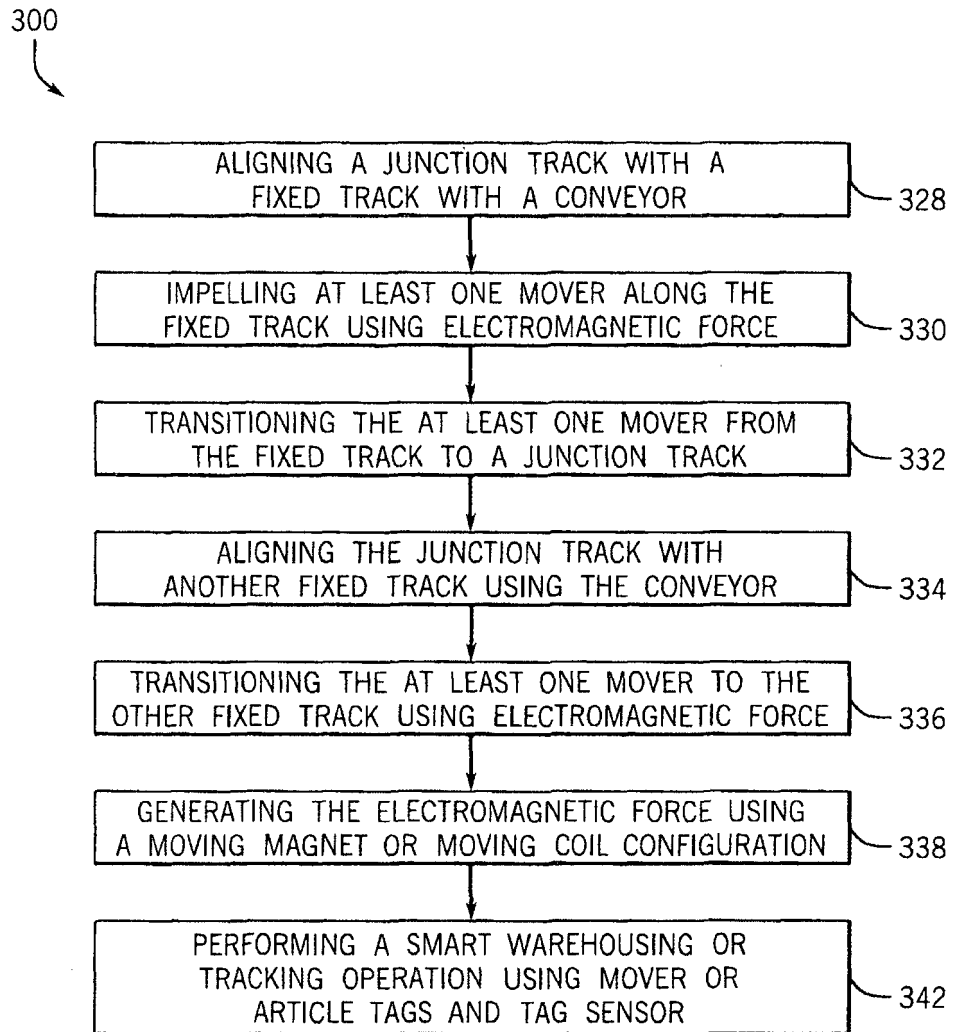 300
ALIGNING A JUNCTION TRACK WITH A
FIXED TRACK WITH A CONVEYOR
328
IMPELLING AT LEAST ONE MOVER ALONG THE
FIXED TRACK USING ELECTROMAGNETIC FORCE
330
TRANSITIONING THE AT LEAST ONE MOVER FROM
THE FIXED TRACK TO A JUNCTION TRACK
332
ALIGNING THE JUNCTION TRACK WITH
ANOTHER FIXED TRACK USING THE CONVEYOR
334
TRANSITIONING THE AT LEAST ONE MOVER TO THE
OTHER FIXED TRACK USING ELECTROMAGNETIC FORCE
336
GENERATING THE ELECTROMAGNETIC FORCE USING
A MOVING MAGNET OR MOVING COIL CONFIGURATION
338
PERFORMING A SMART WAREHOUSING OR
TRACKING OPERATION USING MOVER OR
ARTICLE TAGS AND TAG SENSOR
342